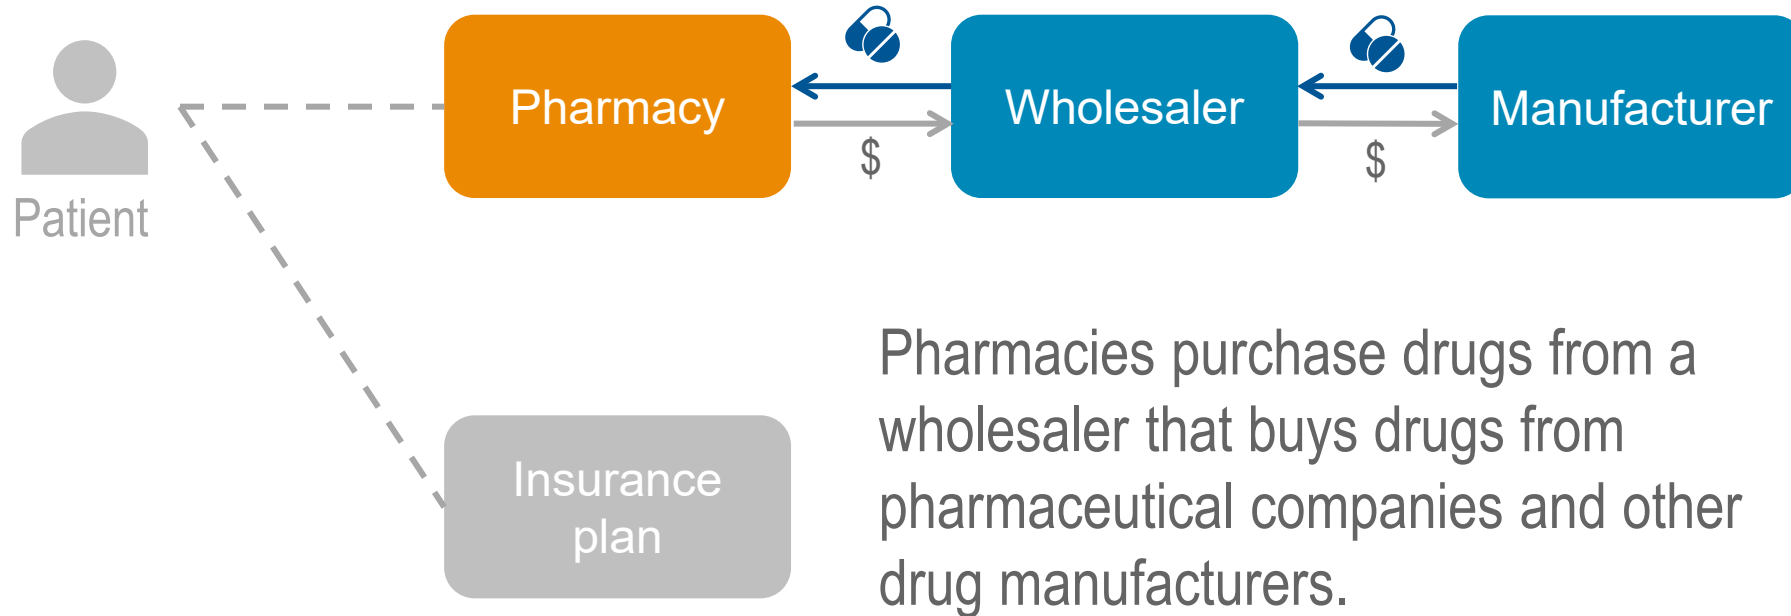 Pharmacy
Wholesaler
Manufacturer
$
$
Patient
Insurance
plan
Pharmacies purchase drugs from a
wholesaler that buys drugs from
pharmaceutical companies and other
drug manufacturers.